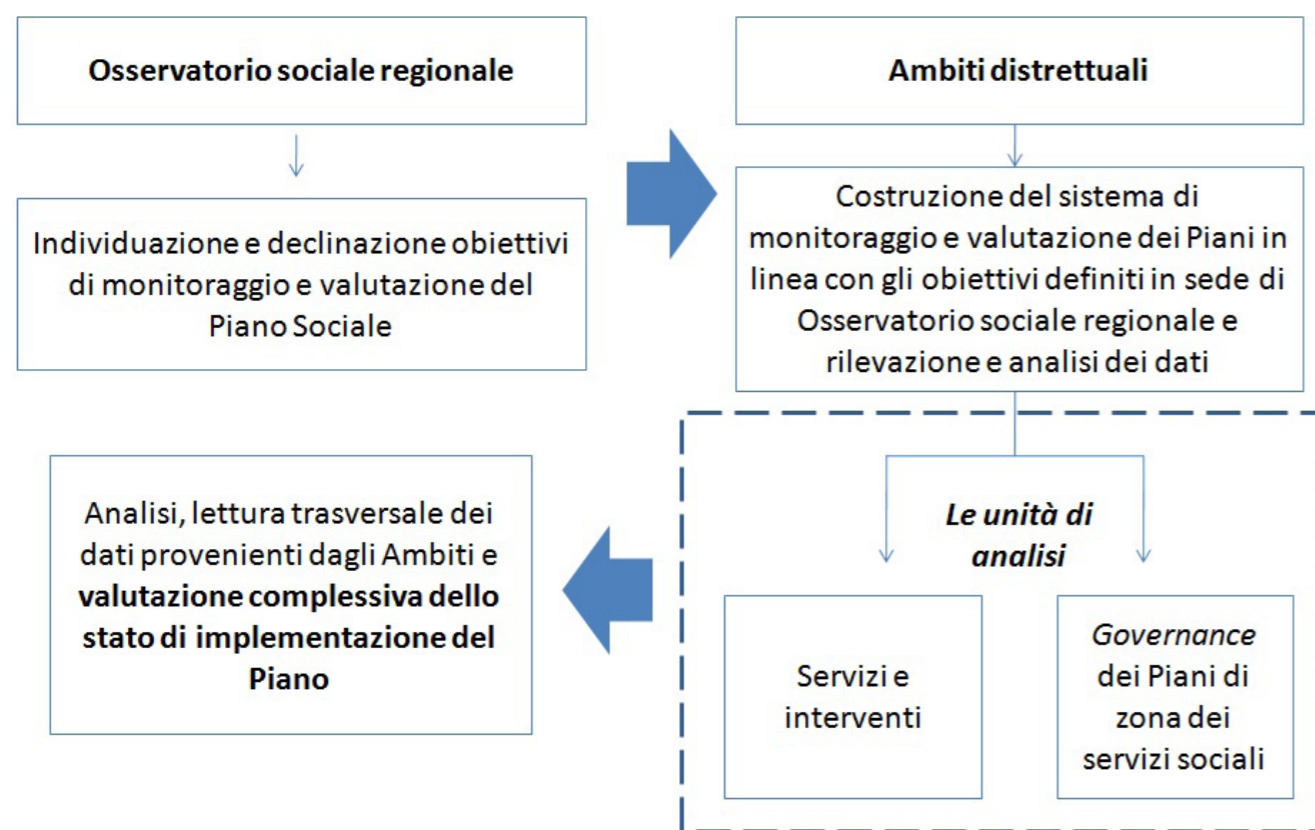 Osservatorio sociale regionale
Individuazione e declinazione obiettivi
di monitoraggio e valutazione del
Piano Sociale
Ambiti distrettuali
Costruzione del sistema di
monitoraggio e valutazione dei Piani in
linea con gli obiettivi definiti in sede di
Osservatorio sociale regionale e
rilevazione e analisi dei dati
Le unità di
analisi
Servizi e
interventi
Governance
dei Piani di
zona dei
servizi sociali
Analisi, lettura trasversale dei
dati provenienti dagli Ambiti e
valutazione complessiva dello
stato di implementazione del
Piano